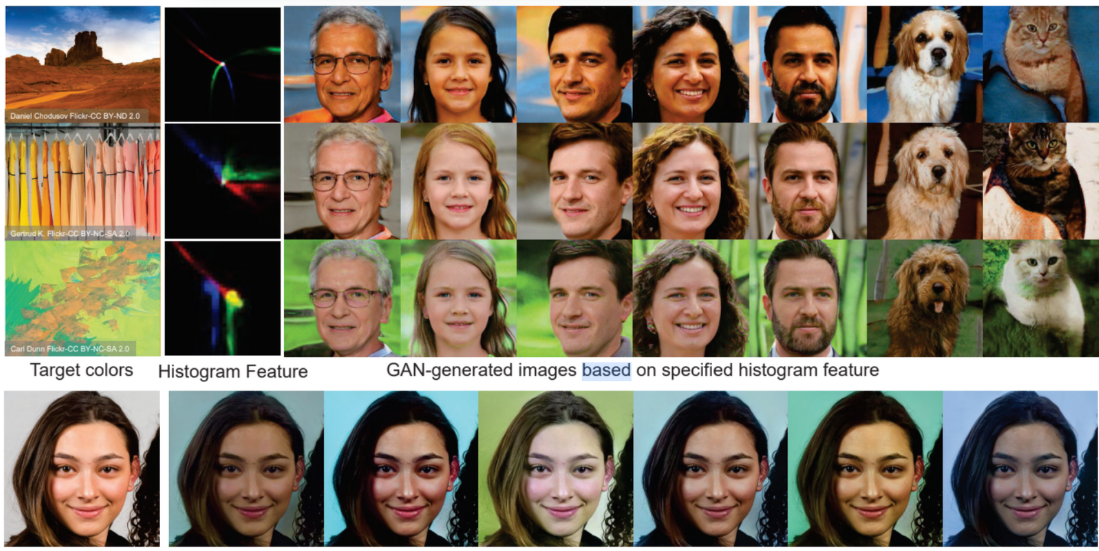 Daniel Chodusov Flickr-CC BY-ND 2.0
Gertrud K. Flickr-CC BY-NC-SA 2.0
Carl Dunn Flickr-CC BY-NC-SA 2.0
Target colors
Histogram Feature
GAN-generated images based on specified histogram feature